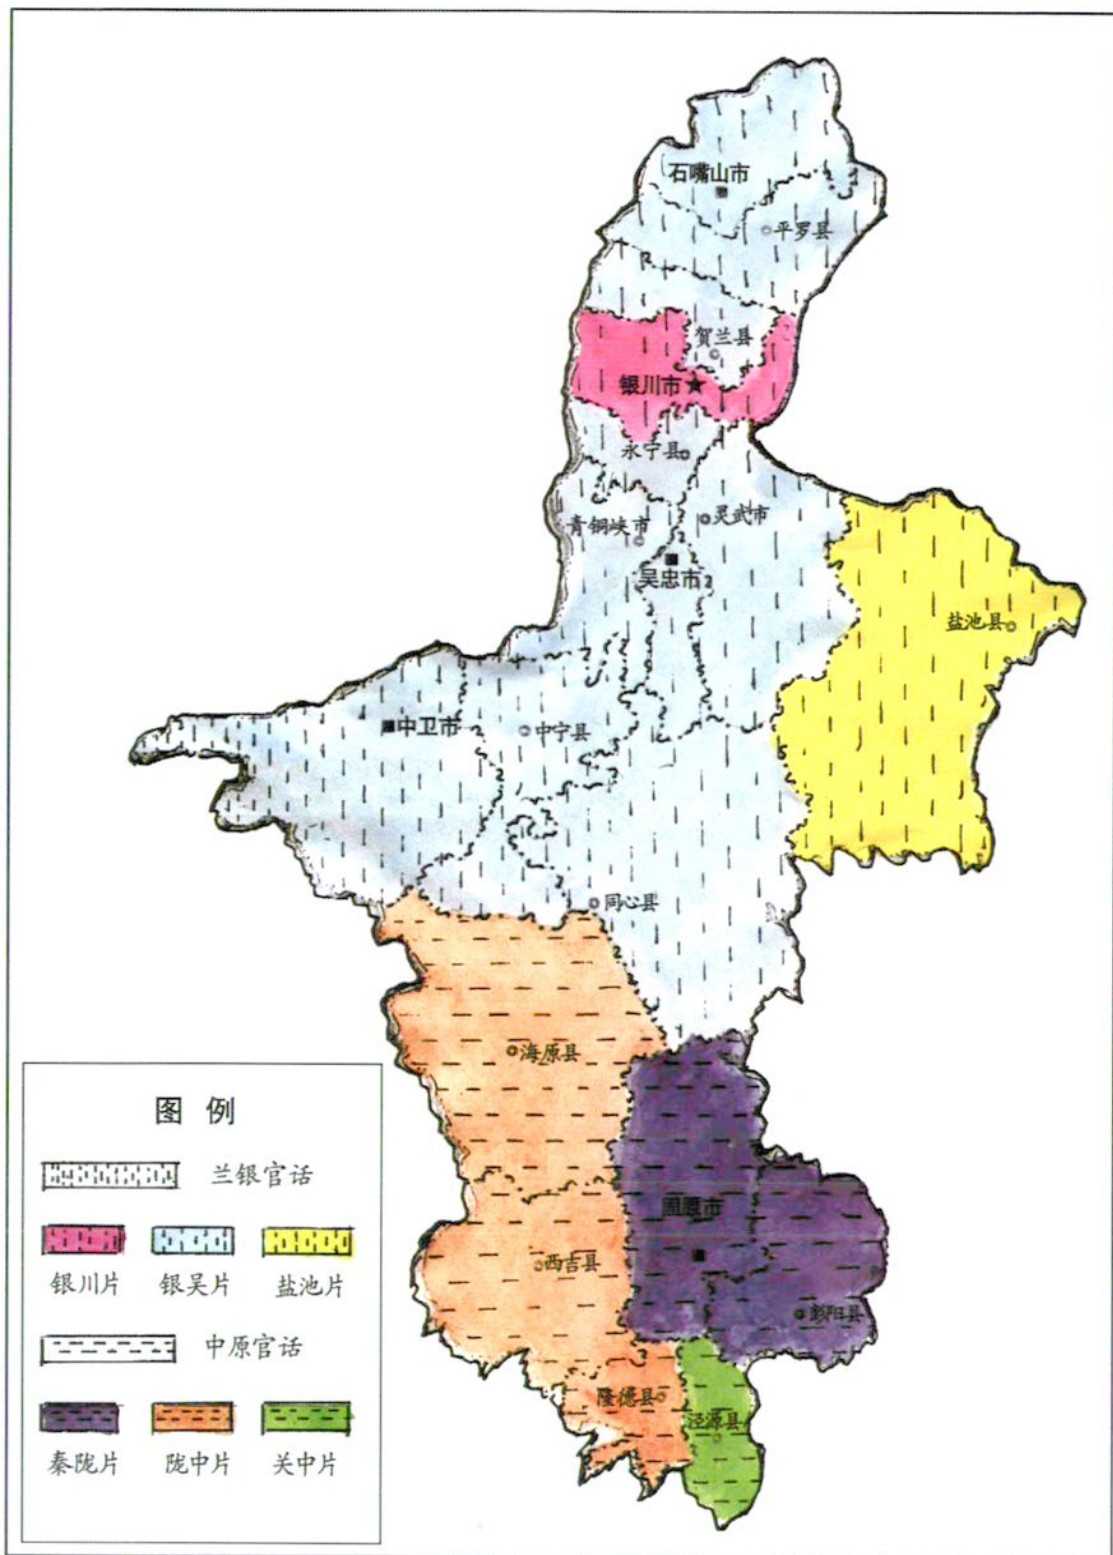 石嘴山市
平罗县
贺兰县
银川市
永宁县
灵武市
青铜峡市
吴忠市
盐池县
中卫市
中宁县
同心县
海原县
固原市
西吉县
彭阳县
隆德县
泾源县
图 例
兰银官话
银川片 银吴片 盐池片
中原官话
秦陇片 陇中片 关中片